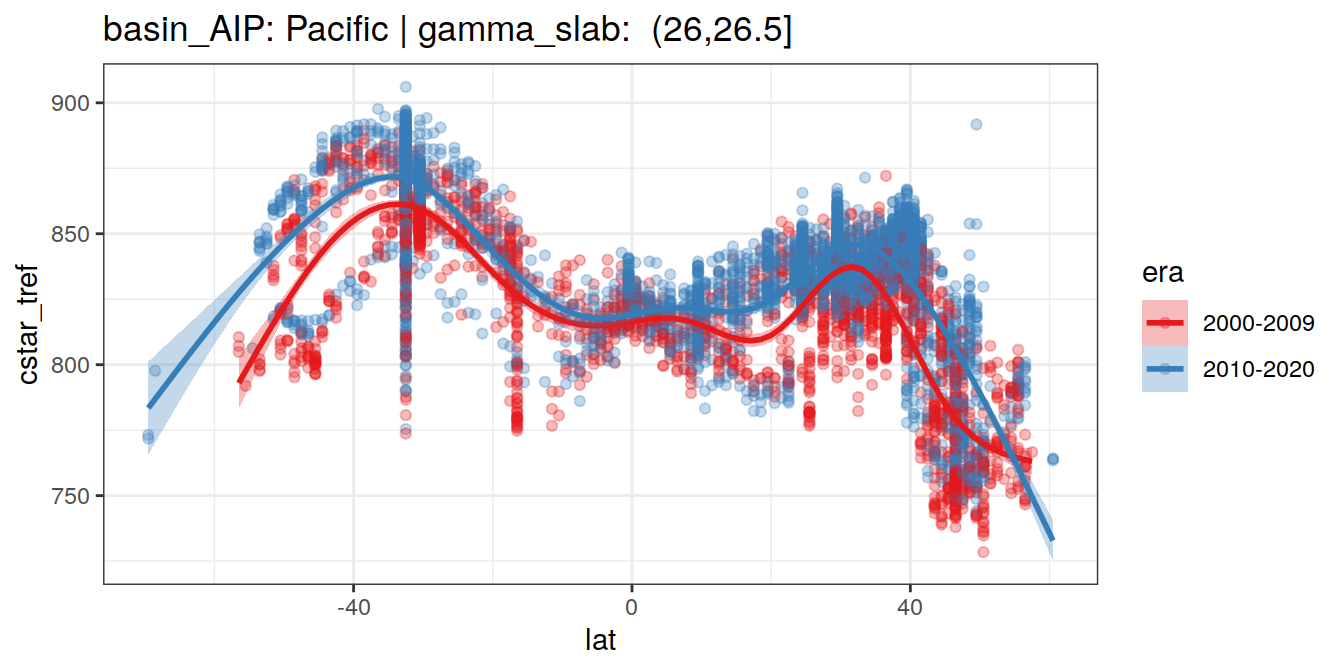 basin_AIP: Pacific | gamma_slab:  (26,26.5]
900
850
800
750
cstar_tref
-40
0
40
lat
era
2000-2009
2010-2020